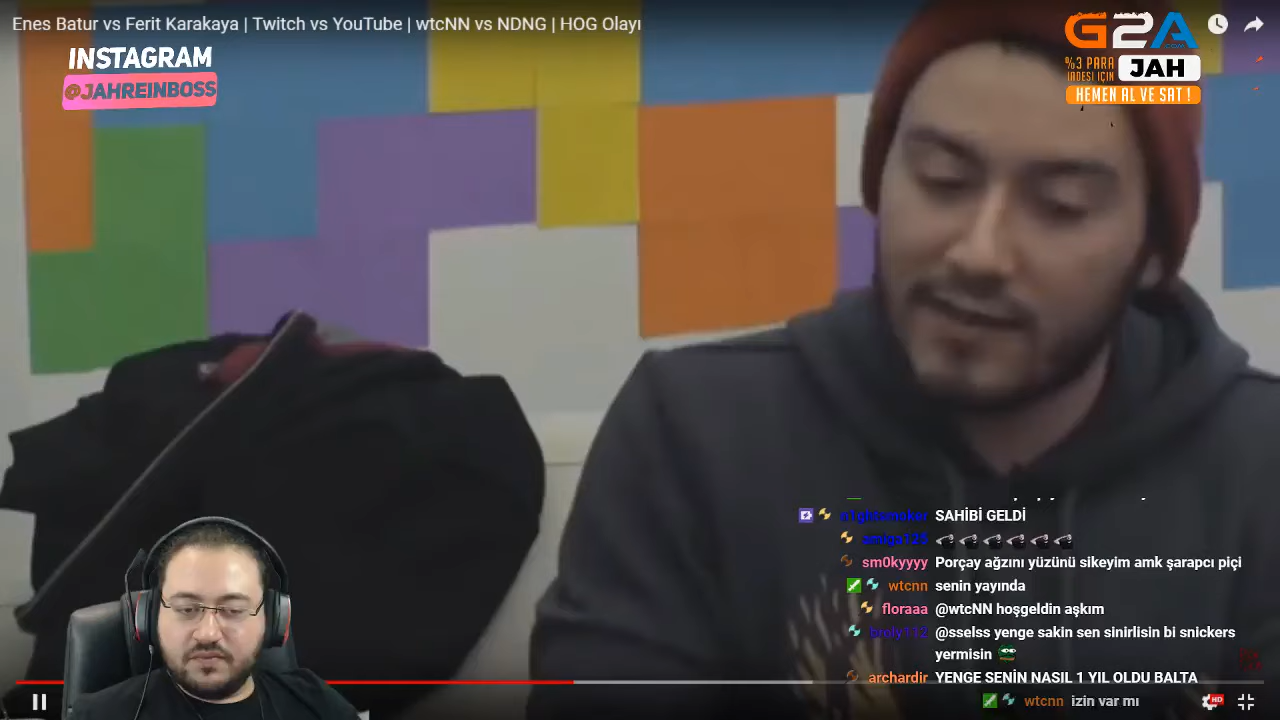 Enes Batur vs Ferit Karakaya | Twitch vs YouTube | wtcNN vs NDNG | HOG Olayı
INSTAGRAM
@JAHREINBOSS
G2A
.COM
%3 PARA
İADESİ İÇİN
JAH
HEMEN AL VE SAT !
SAHİBİ GELDİ
sm0kyyyy Porçay ağzını yüzünü sikeyim amk şarapcı piçi
wtcnn senin yayında
floraaa @wtcNN hoşgeldin aşkım
broly112 @sselss yenge sakin sen sinirlisin bi snickers
yermisin
archardir YENGE SENİN NASIL 1 YIL OLDU BALTA
wtcnn izin var mı
HD